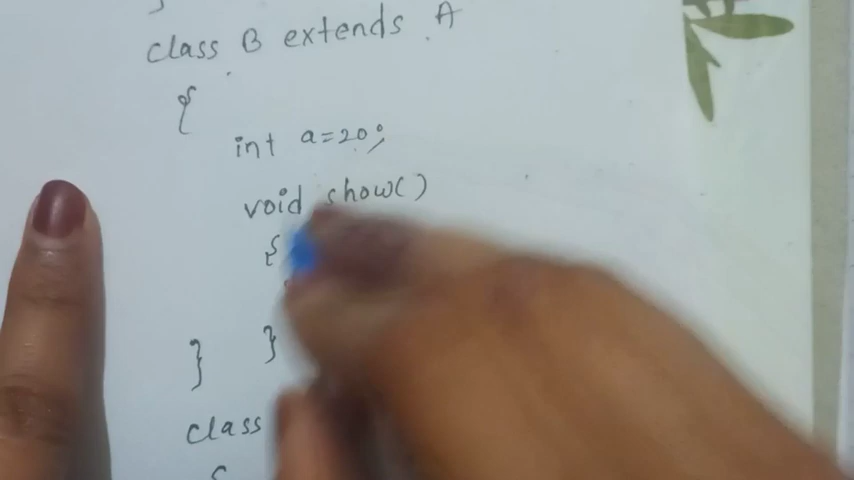 }
class B extends A
{
int a=20;
void show()
{
}
}
class
{